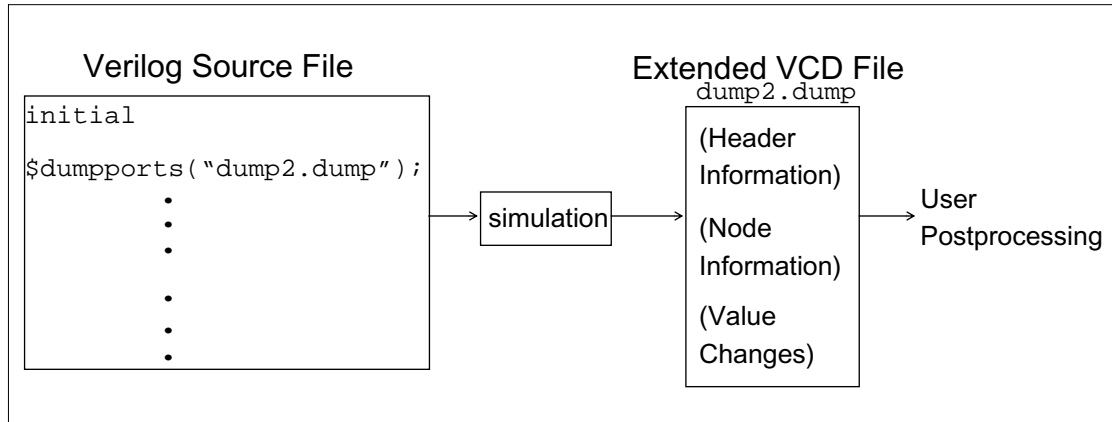 Verilog Source File
initial
$dumpports(“dump2.dump”);
simulation
Extended VCD File
dump2.dump
(Header
Information)
(Node
Information)
(Value
Changes)
User
Postprocessing